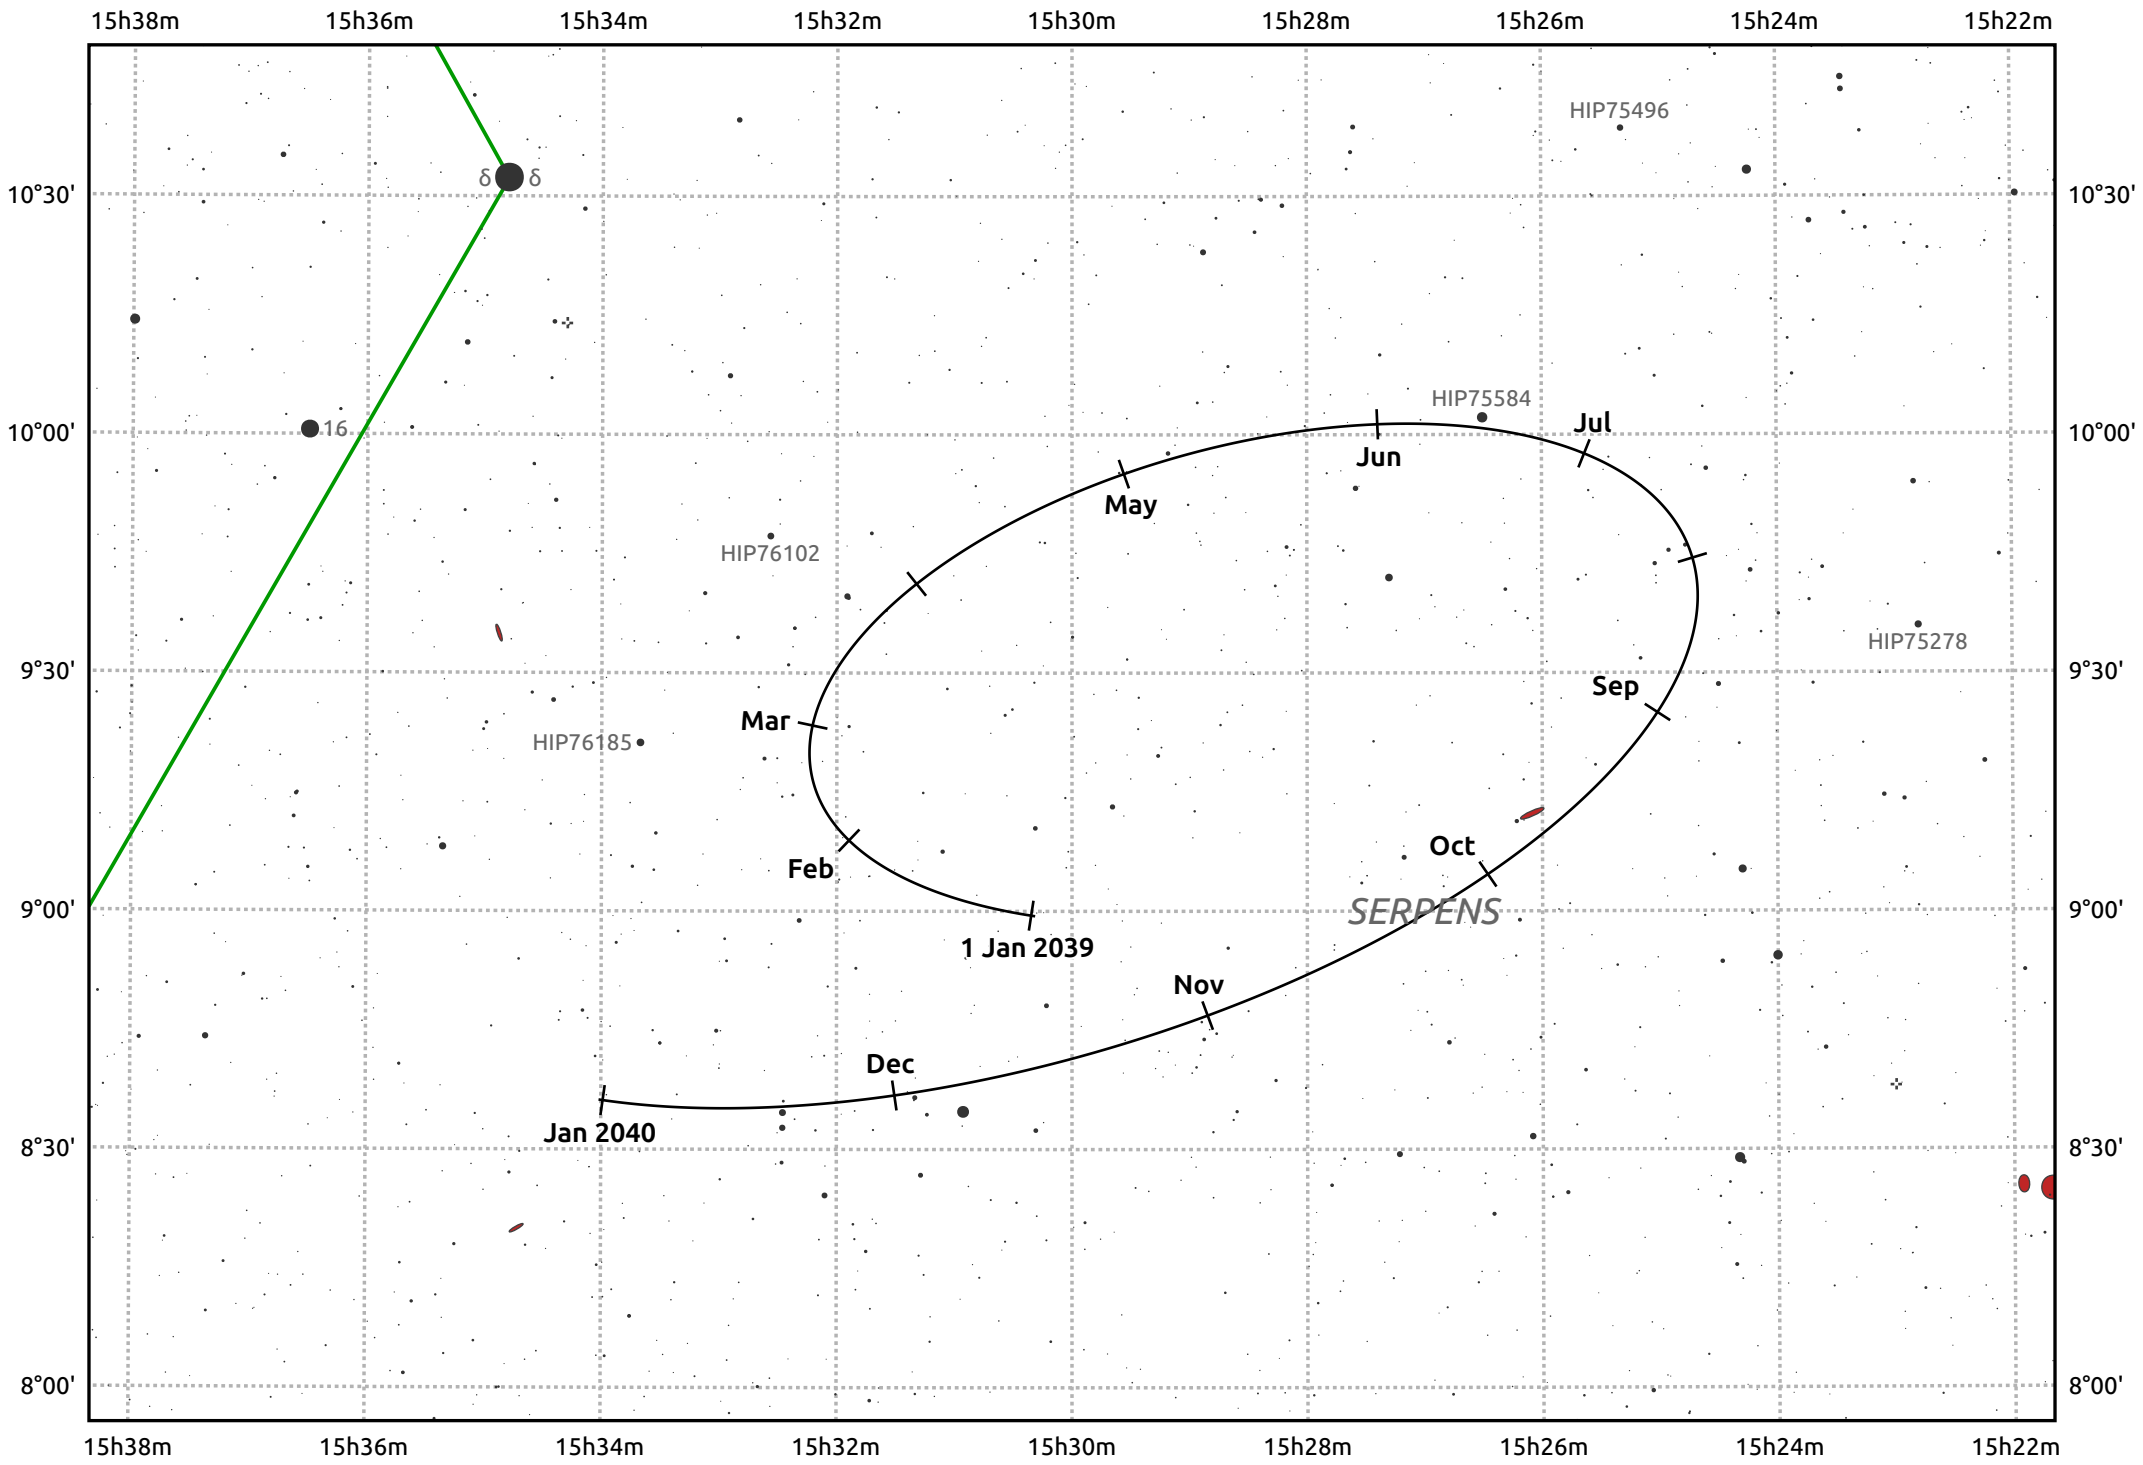 15h38m 15h36m 15h34m 15h32m 15h30m 15h28m 15h26m 15h24m 15h22m
HIP75496
δ δ
10°30' 10°30'
HIP75584
16
Jul
10°00' 10°00'
Jun
May
HIP76102
HIP75278
9°30' 9°30'
Sep
Mar
HIP76185
Oct
Feb
9°00' SERPENS 9°00'
1 Jan 2039
Nov
Dec
Jan 2040
8°30' 8°30'
8°00' 8°00'
15h38m 15h36m 15h34m 15h32m 15h30m 15h28m 15h26m 15h24m 15h22m